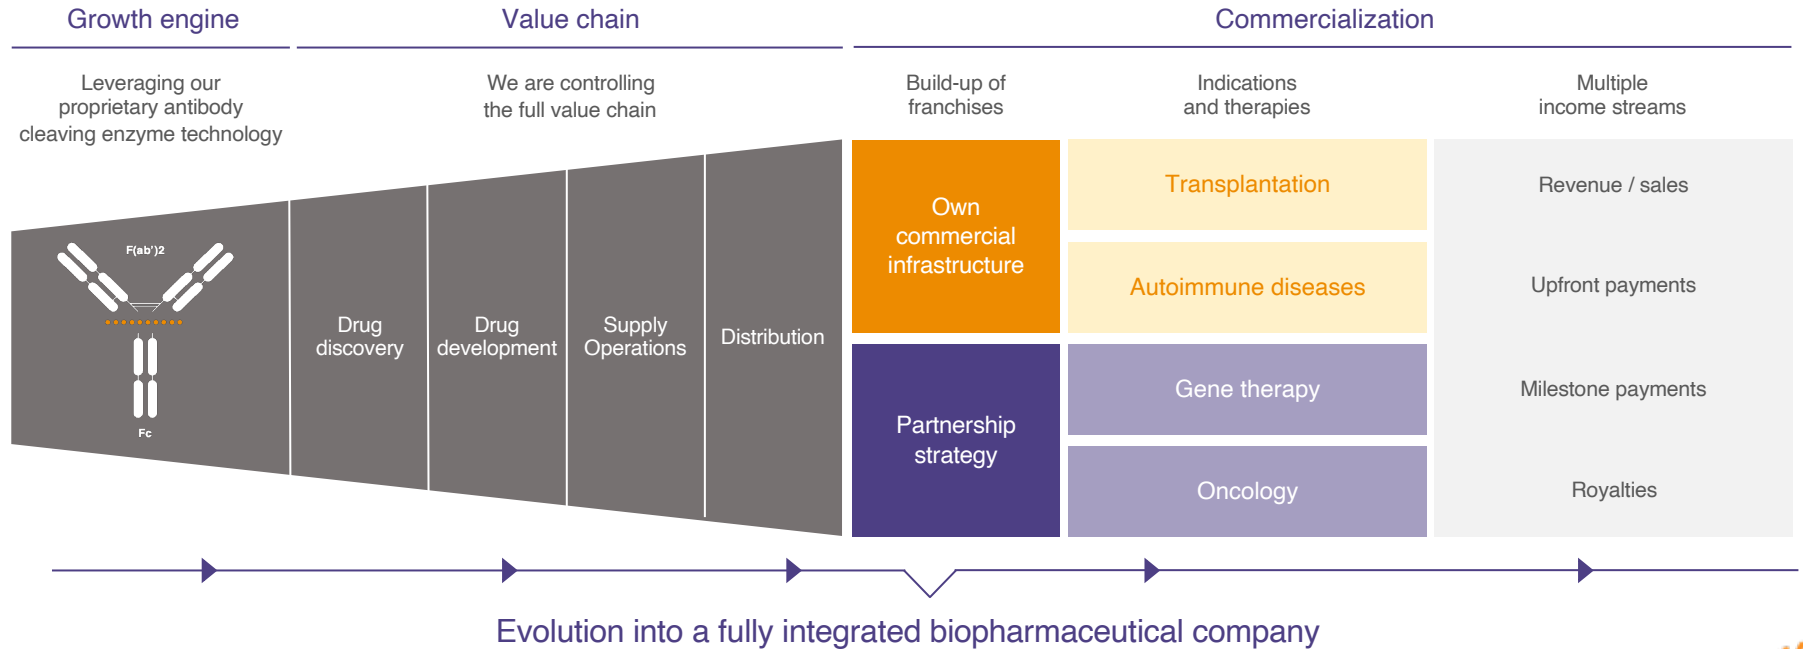 Growth engine
Value chain
Commercialization
Leveraging our
proprietary antibody
cleaving enzyme technology
We are controlling
the full value chain
Build-up of
franchises
Indications
and therapies
Multiple
income streams
F(ab')2
Fc
Drug
discovery
Drug
development
Supply
Operations
Distribution
Own
commercial
infrastructure
Partnership
strategy
Transplantation
Autoimmune diseases
Gene therapy
Oncology
Revenue / sales
Upfront payments
Milestone payments
Royalties
Evolution into a fully integrated biopharmaceutical company